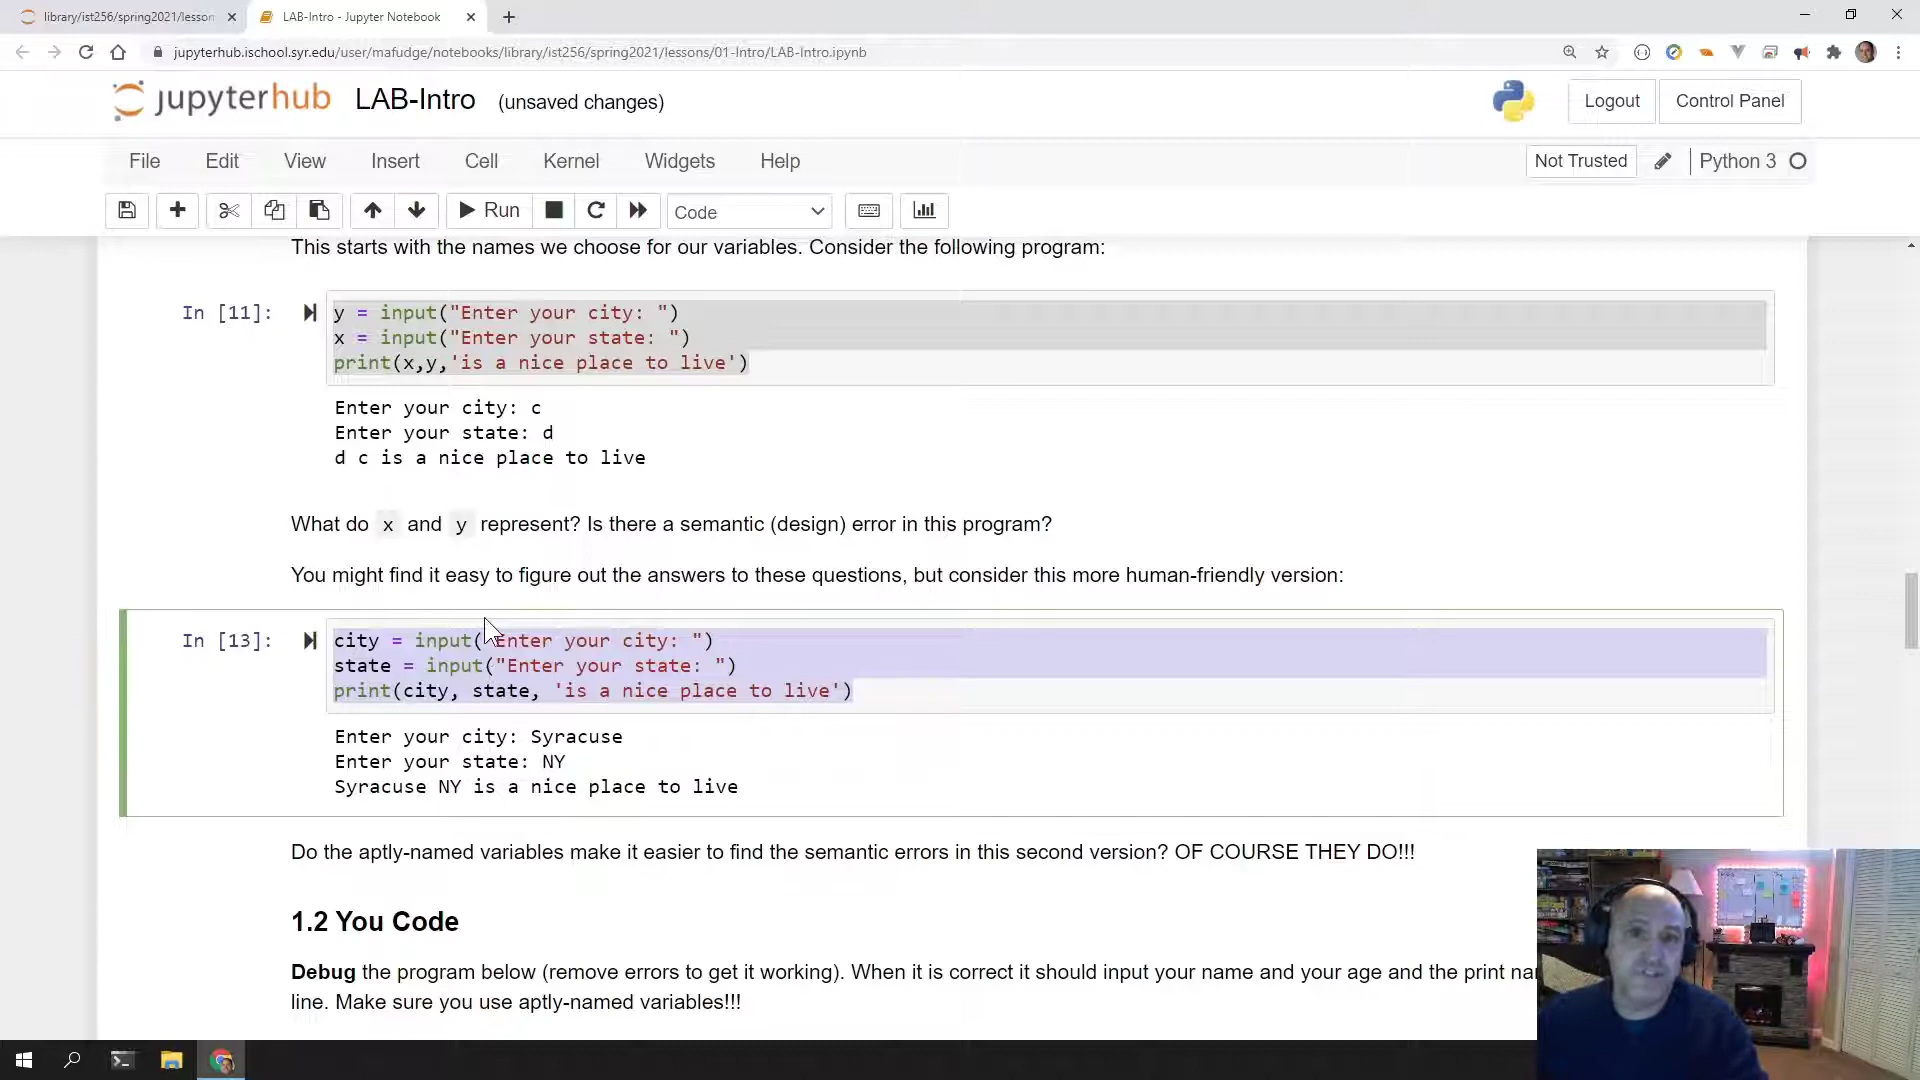 library/ist256/spring2021/lesson
LAB-Intro - Jupyter Notebook
jupyterhub.ischool.syr.edu/user/mafudge/notebooks/library/ist256/spring2021/lessons/01-Intro/LAB-Intro.ipynb
jupyterhub LAB-Intro (unsaved changes) Logout Control Panel
File Edit View Insert Cell Kernel Widgets Help Not Trusted Python 3
Run Code
This starts with the names we choose for our variables. Consider the following program:
In [11]: y = input("Enter your city: ")
x = input("Enter your state: ")
print(x,y,'is a nice place to live')
Enter your city: c
Enter your state: d
d c is a nice place to live
What do x and y represent? Is there a semantic (design) error in this program?
You might find it easy to figure out the answers to these questions, but consider this more human-friendly version:
In [13]: city = input("Enter your city: ")
state = input("Enter your state: ")
print(city, state, 'is a nice place to live')
Enter your city: Syracuse
Enter your state: NY
Syracuse NY is a nice place to live
Do the aptly-named variables make it easier to find the semantic errors in this second version? OF COURSE THEY DO!!!
1.2 You Code
Debug the program below (remove errors to get it working). When it is correct it should input your name and your age and the print
line. Make sure you use aptly-named variables!!!